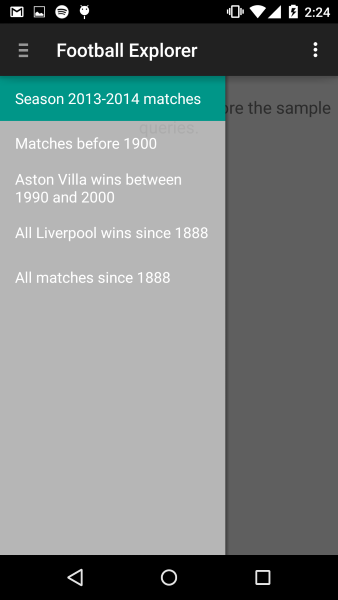 2:24
Football Explorer
Season 2013-2014 matches
Matches before 1900
Aston Villa wins between
1990 and 2000
All Liverpool wins since 1888
All matches since 1888
the sample
queries.